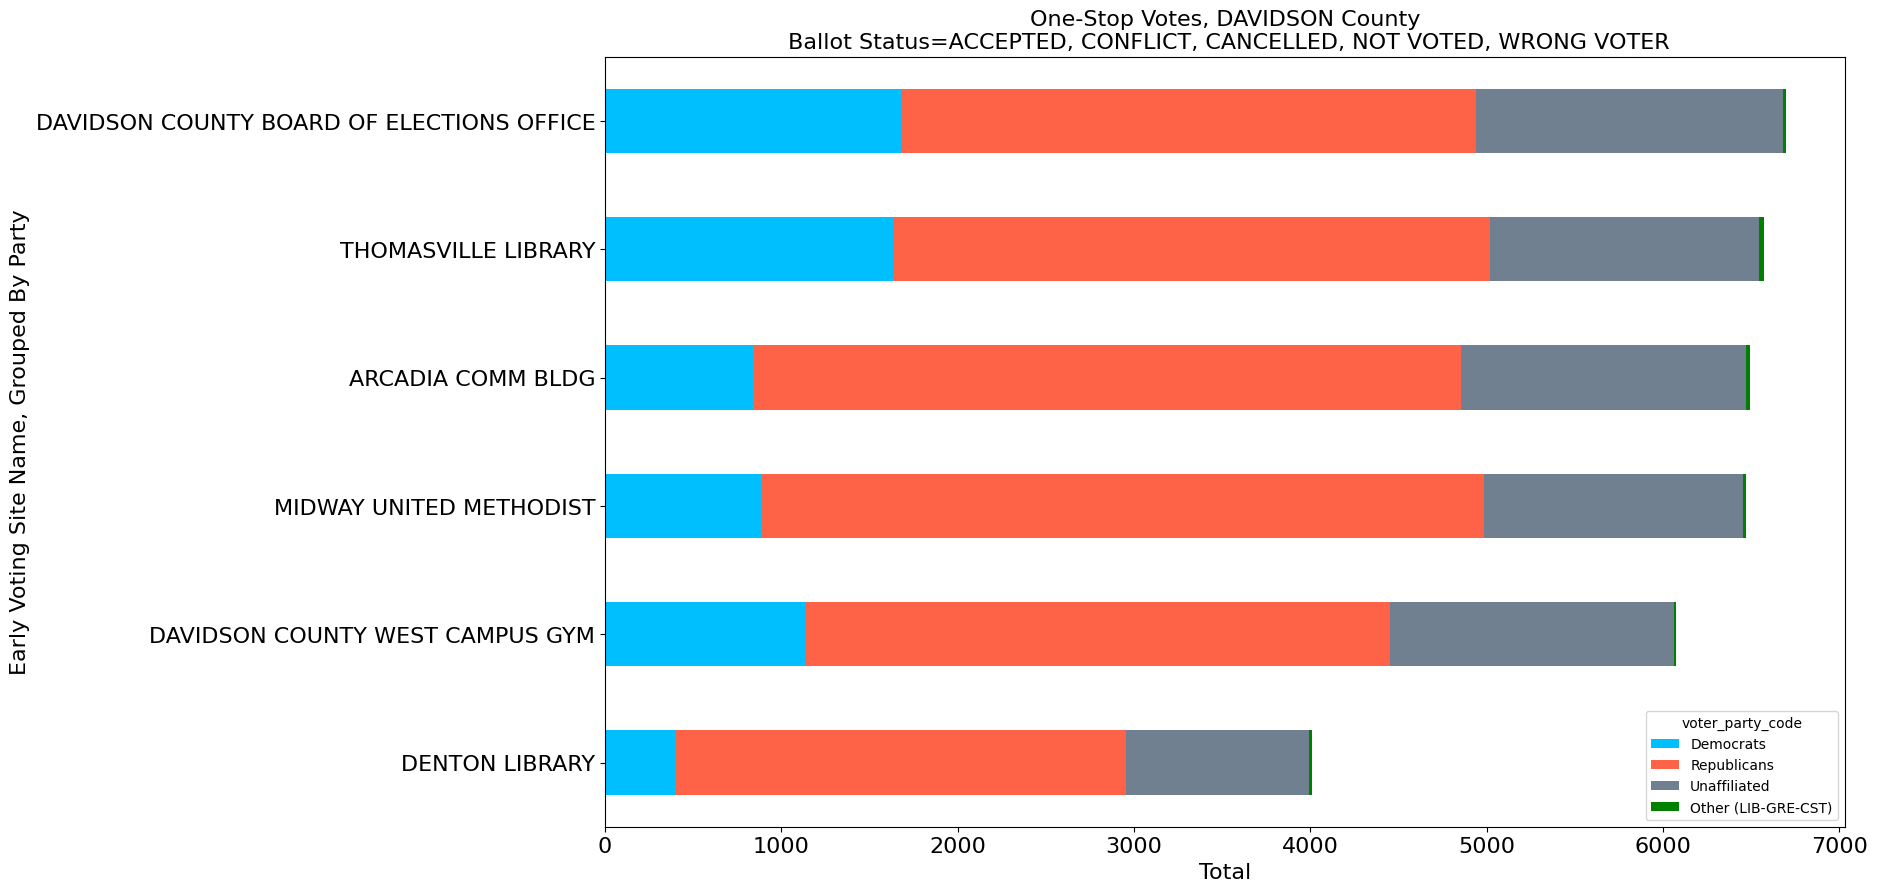 One-Stop Votes, DAVIDSON County
Ballot Status=ACCEPTED, CONFLICT, CANCELLED, NOT VOTED, WRONG VOTER
Early Voting Site Name, Grouped By Party
DAVIDSON COUNTY BOARD OF ELECTIONS OFFICE
THOMASVILLE LIBRARY
ARCADIA COMM BLDG
MIDWAY UNITED METHODIST
DAVIDSON COUNTY WEST CAMPUS GYM
DENTON LIBRARY
voter_party_code
Democrats
Republicans
Unaffiliated
Other (LIB-GRE-CST)
0 1000 2000 3000 4000 5000 6000 7000
Total